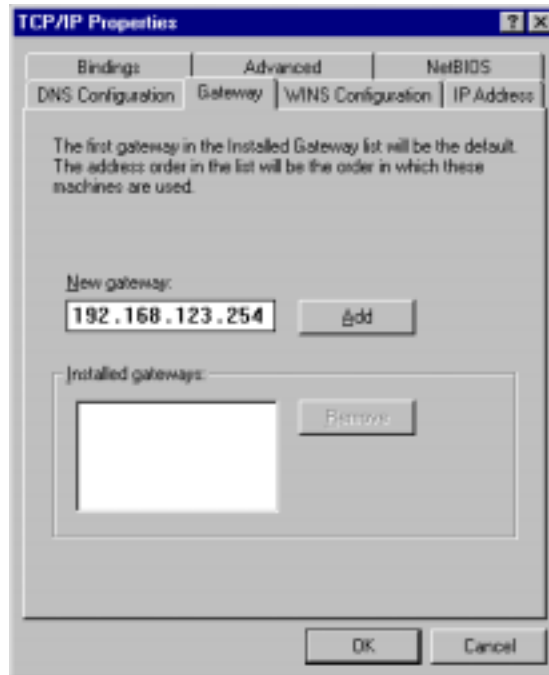 TCP/IP Properties
? ×
Bindings Advanced NetBIOS
DNS Configuration Gateway WINS Configuration IP Address
The first gateway in the Installed Gateway list will be the default.
The address order in the list will be the order in which these
machines are used.
New gateway:
192.168.123.254 Add
Installed gateways:
Remove
OK Cancel